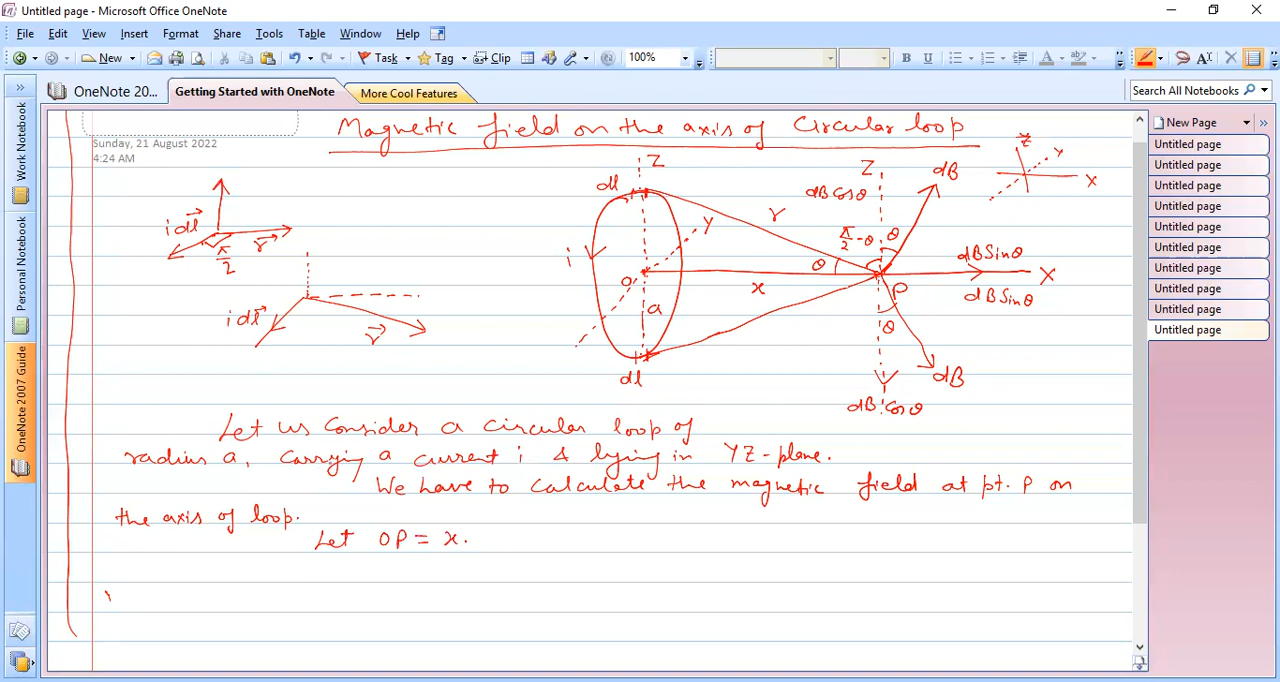 Untitled page - Microsoft Office OneNote
File Edit View Insert Format Share Tools Table Window Help
New Task Tag Clip 100% B U A
OneNote 20... Getting Started with OneNote More Cool Features
Search All Notebooks
New Page
Untitled page
Untitled page
Untitled page
Untitled page
Untitled page
Untitled page
Untitled page
Untitled page
Untitled page
Untitled page
Work Notebook
Personal Notebook
OneNote 2007 Guide
Magnetic field on the axis of Circular loop
Sunday, 21 August 2022
4:24 AM
Z Y X
i dl r π/2
i dl r
dl Z Y i O a x r θ dl
Z dB cosθ dB π/2 - θ θ
dB Sinθ X
dB Sinθ
P θ dB
dB cosθ
Let us Consider a circular loop of
radius a, carrying a current i & lying in YZ-plane.
We have to calculate the magnetic field at pt. P on
the axis of loop.
Let OP = x.